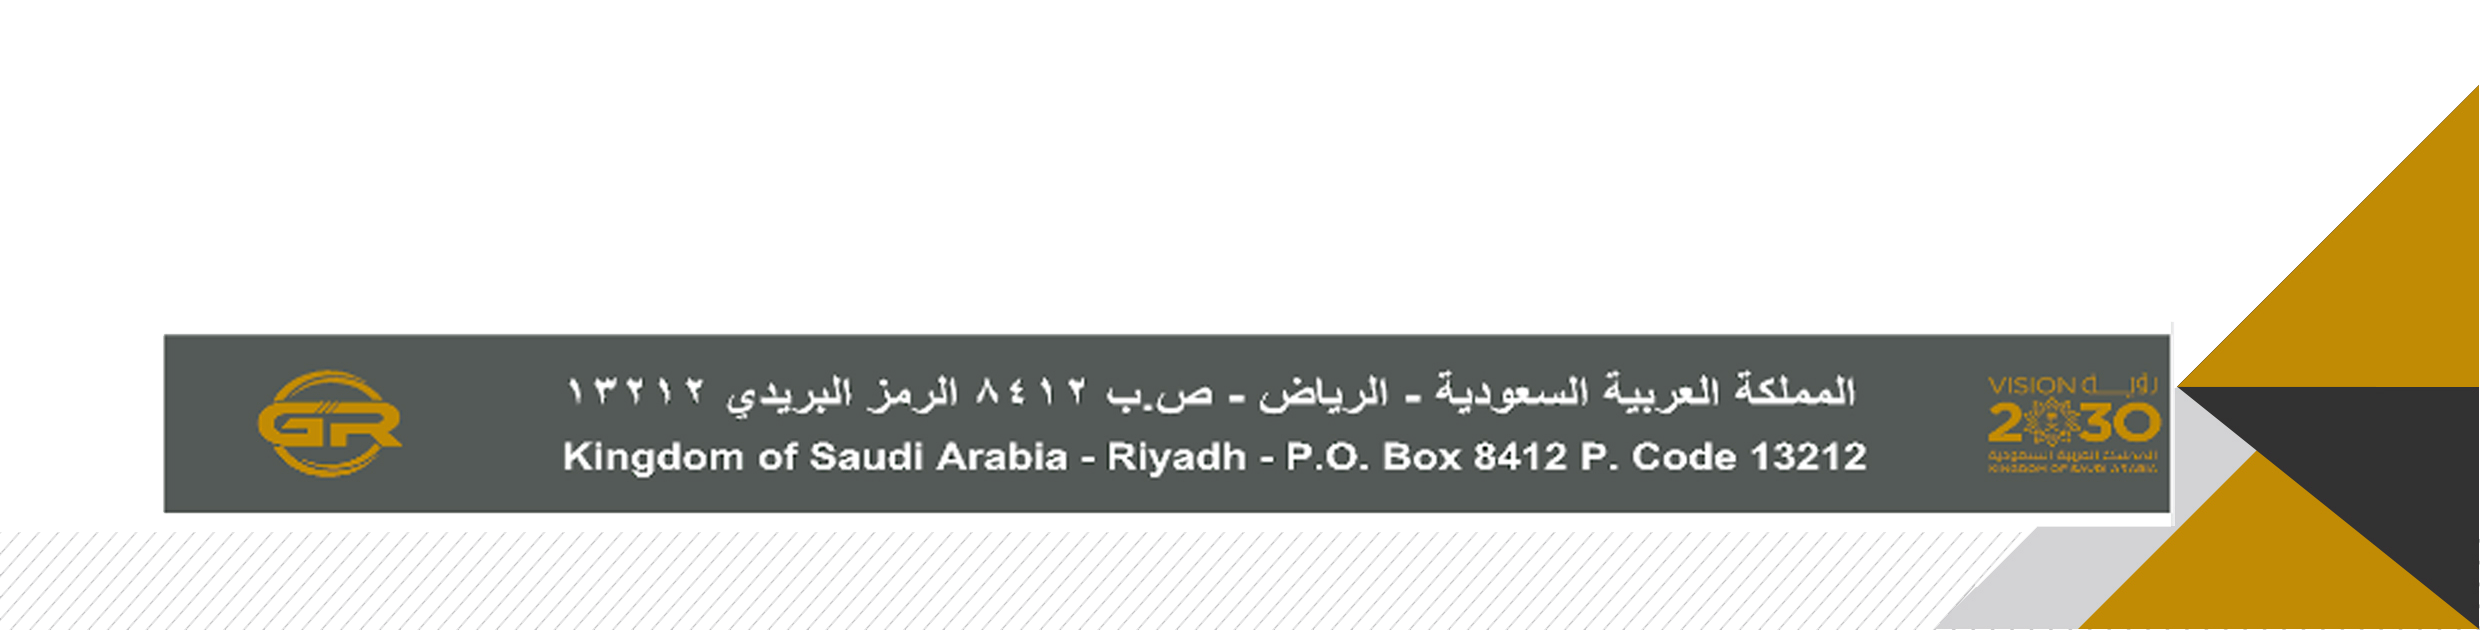 المملكة العربية السعودية - الرياض - ص.ب ٨٤١٢ الرمز البريدي ١٣٢١٢
Kingdom of Saudi Arabia - Riyadh - P.O. Box 8412 P. Code 13212
GR
VISION رؤيـــة
2030
المملكة العربية السعودية
KINGDOM OF SAUDI ARABIA